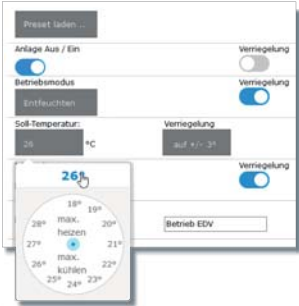 Preset laden ...
Anlage Aus / Ein Verriegelung
Betriebsmodus Verriegelung
Entfeuchten
Soll-Temperatur: Verriegelung
26 °C auf +/- 3°
Verriegelung
26°
18° 19° 20° 21° 22° 23° 24° 25° 26° 27° 28°
max. heizen
max. kühlen
Betrieb EDV